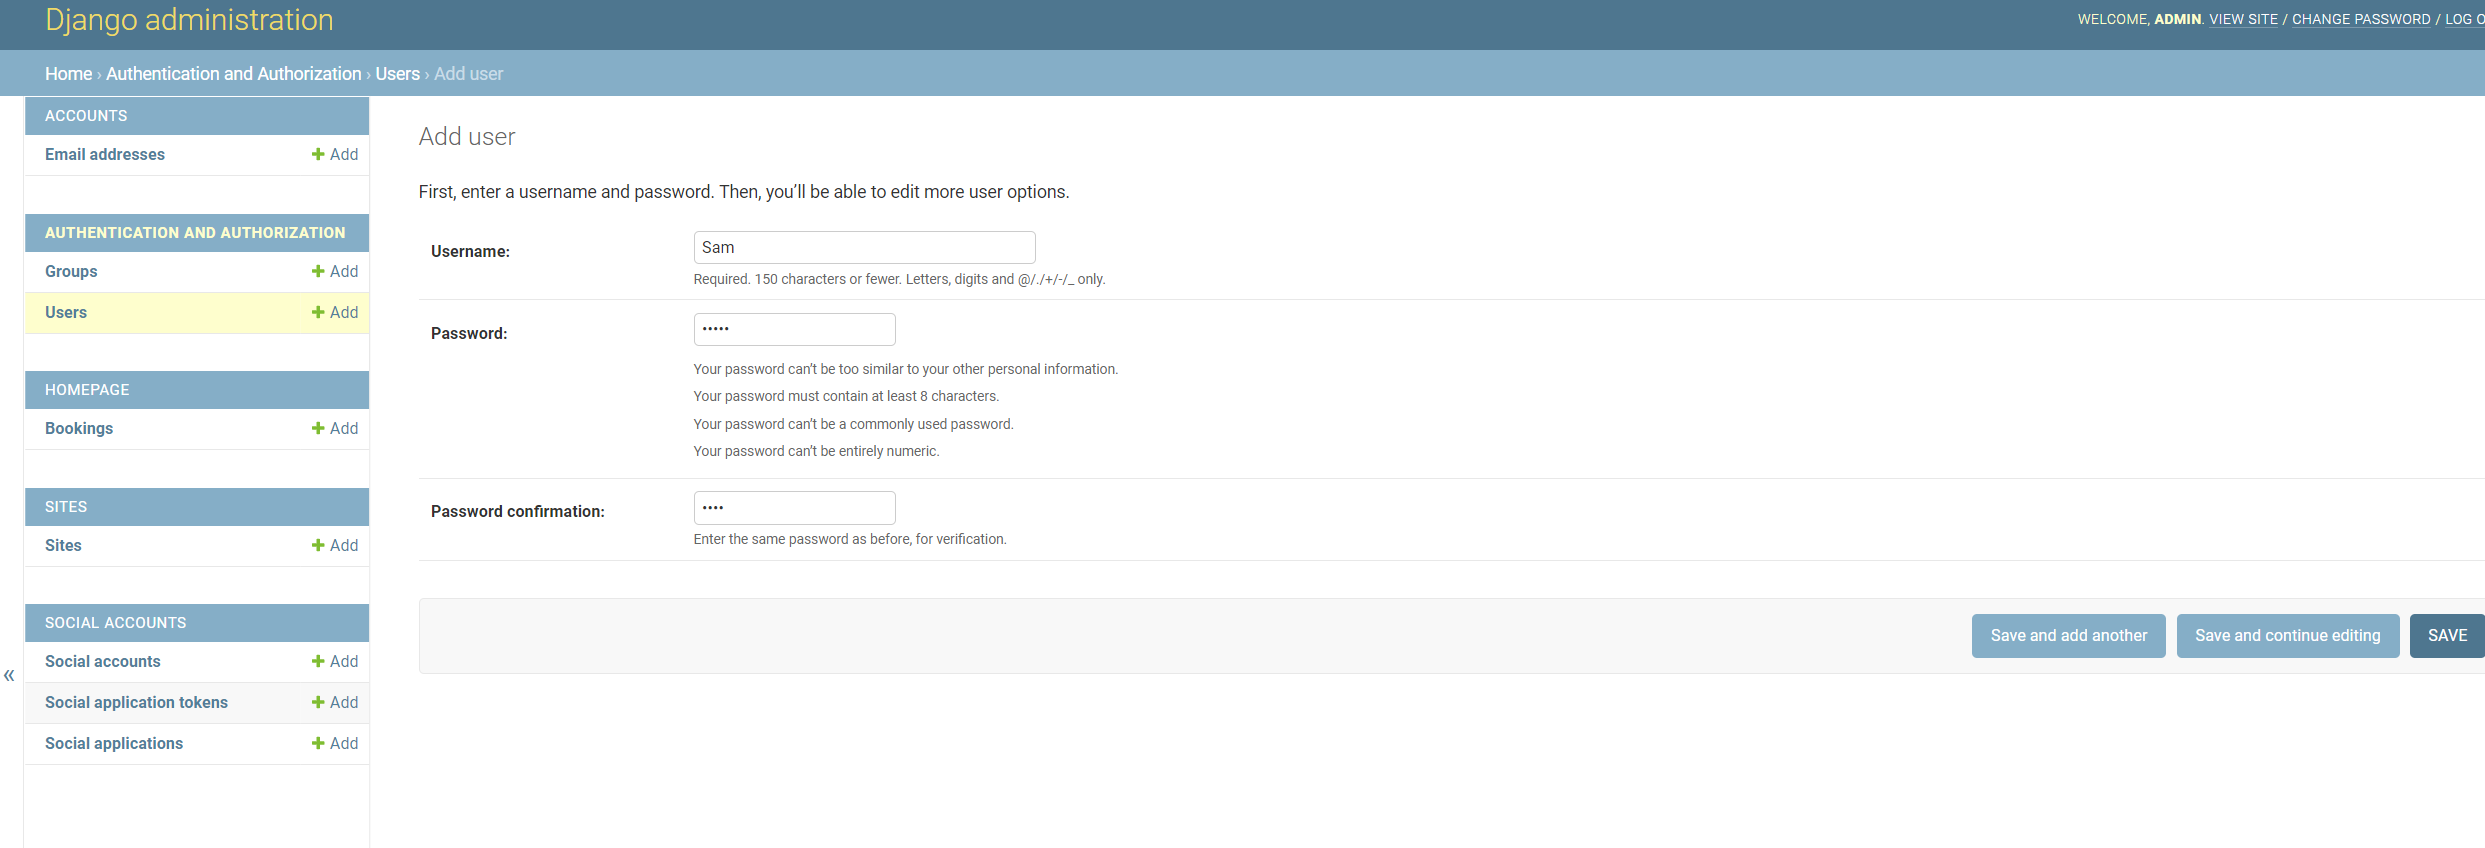 Django administration
WELCOME, ADMIN. VIEW SITE / CHANGE PASSWORD / LOG O
Home › Authentication and Authorization › Users › Add user
ACCOUNTS
Email addresses + Add
AUTHENTICATION AND AUTHORIZATION
Groups + Add
Users + Add
HOMEPAGE
Bookings + Add
SITES
Sites + Add
SOCIAL ACCOUNTS
Social accounts + Add
Social application tokens + Add
Social applications + Add
«
Add user
First, enter a username and password. Then, you’ll be able to edit more user options.
Username: Sam
Required. 150 characters or fewer. Letters, digits and @/./+/-/_ only.
Password: •••••
Your password can’t be too similar to your other personal information.
Your password must contain at least 8 characters.
Your password can’t be a commonly used password.
Your password can’t be entirely numeric.
Password confirmation: ••••
Enter the same password as before, for verification.
Save and add another Save and continue editing SAVE